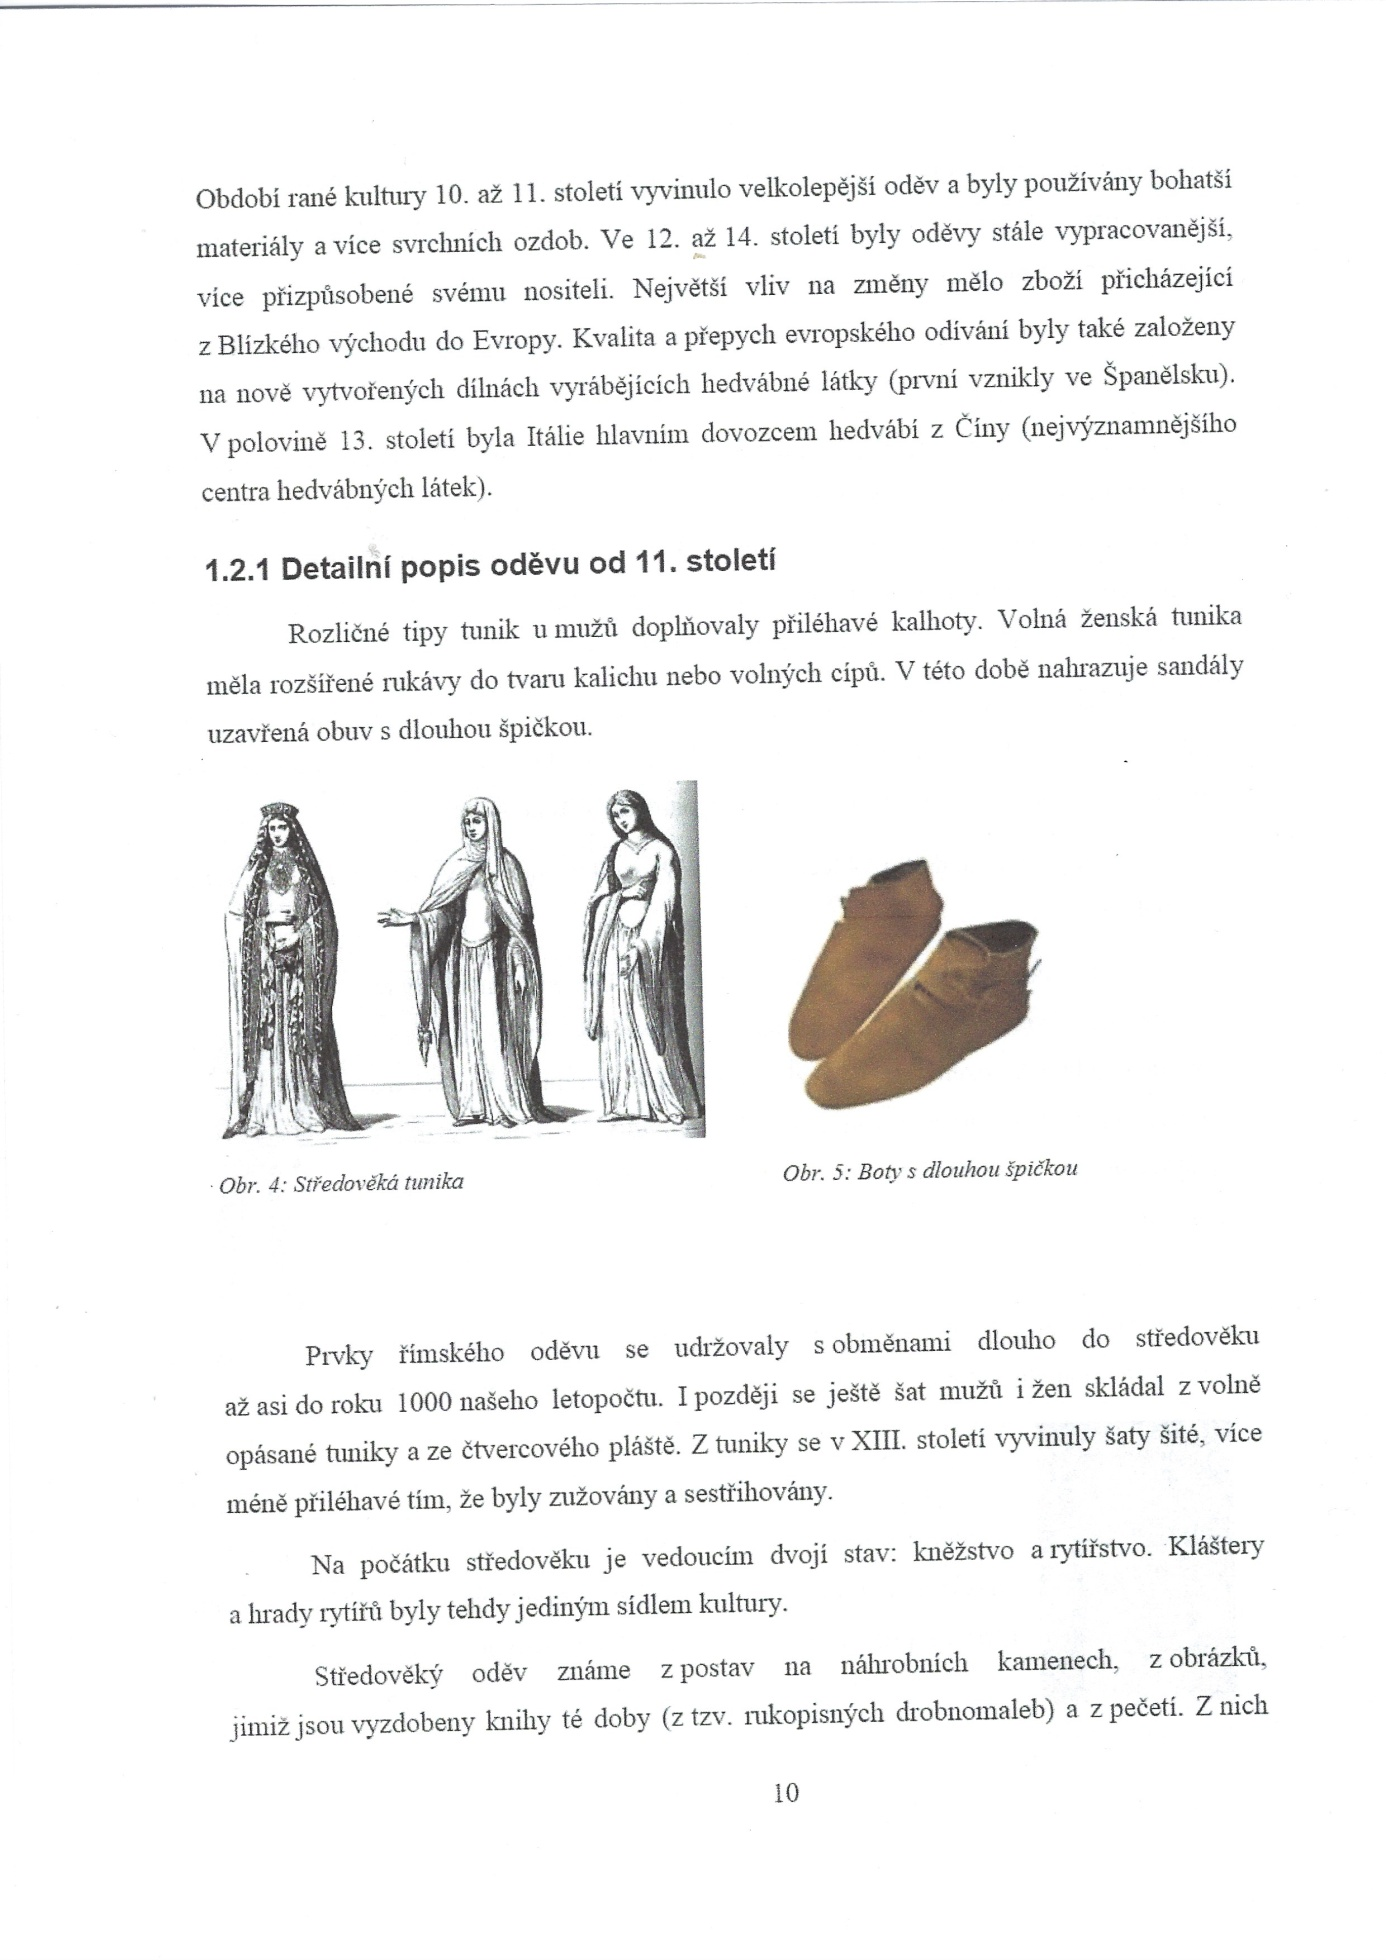 Období rané kultury 10. až 11. století vyvinulo velkolepější oděv a byly používány bohatší
materiály a více svrchních ozdob. Ve 12. až 14. století byly oděvy stále vypracovanější,
více přizpůsobené svému nositeli. Největší vliv na změny mělo zboží přicházející
z Blízkého východu do Evropy. Kvalita a přepych evropského odívání byly také založeny
na nově vytvořených dílnách vyrábějících hedvábné látky (první vznikly ve Španělsku).
V polovině 13. století byla Itálie hlavním dovozcem hedvábí z Číny (nejvýznamnějšího
centra hedvábných látek).
1.2.1 Detailní popis oděvu od 11. století
Rozličné tipy tunik u mužů doplňovaly přiléhavé kalhoty. Volná ženská tunika
měla rozšířené rukávy do tvaru kalichu nebo volných cípů. V této době nahrazuje sandály
uzavřená obuv s dlouhou špičkou.
Obr. 4: Středověká tunika
Obr. 5: Boty s dlouhou špičkou
Prvky římského oděvu se udržovaly s obměnami dlouho do středověku
až asi do roku 1000 našeho letopočtu. I později se ještě šat mužů i žen skládal z volně
opásané tuniky a ze čtvercového pláště. Z tuniky se v XIII. století vyvinuly šaty šité, více
méně přiléhavé tím, že byly zužovány a sestřihovány.
Na počátku středověku je vedoucím dvojí stav: kněžstvo a rytířstvo. Kláštery
a hrady rytířů byly tehdy jediným sídlem kultury.
Středověký oděv známe z postav na náhrobních kamenech, z obrázků,
jimiž jsou vyzdobeny knihy té doby (z tzv. rukopisných drobnomaleb) a z pečetí. Z nich
10